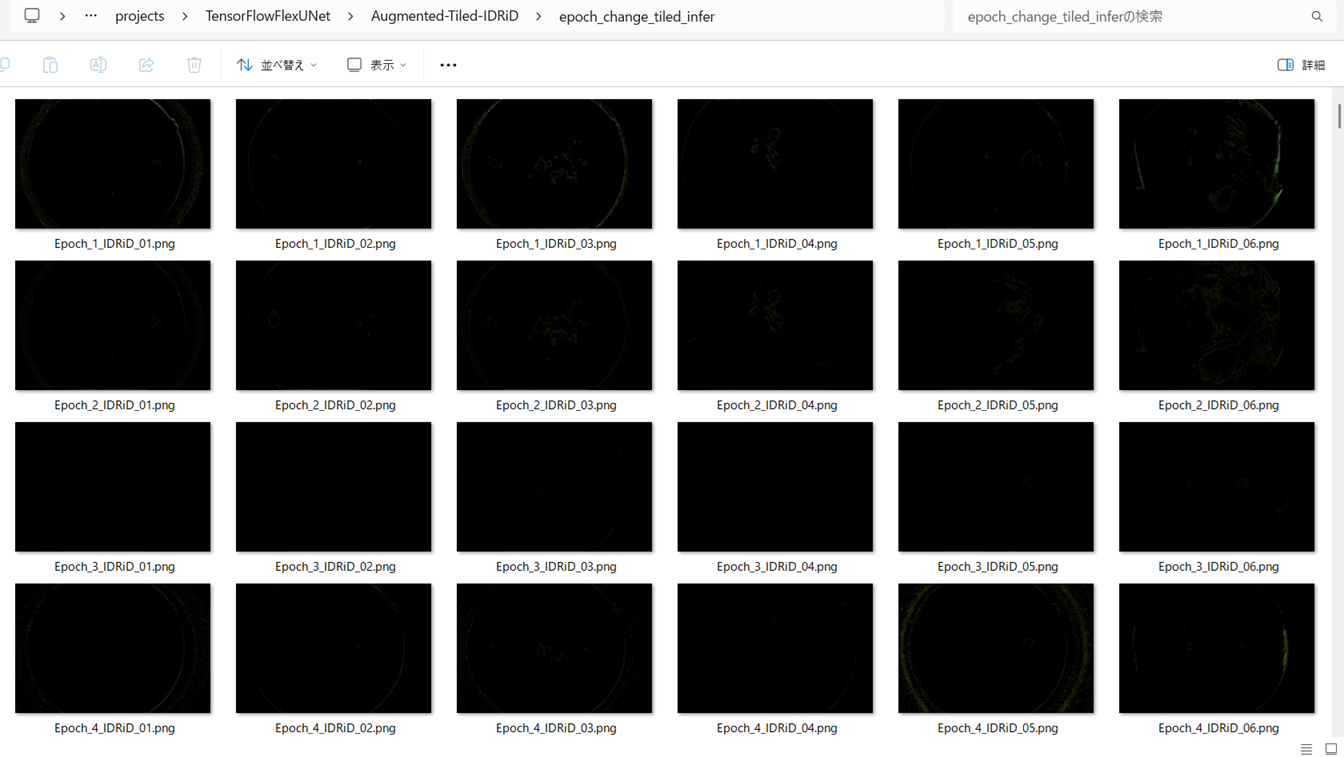 projects > TensorFlowFlexUNet > Augmented-Tiled-IDRiD > epoch_change_tiled_infer
epoch_change_tiled_inferの検索
並べ替え
表示
詳細
Epoch_1_IDRiD_01.png
Epoch_1_IDRiD_02.png
Epoch_1_IDRiD_03.png
Epoch_1_IDRiD_04.png
Epoch_1_IDRiD_05.png
Epoch_1_IDRiD_06.png
Epoch_2_IDRiD_01.png
Epoch_2_IDRiD_02.png
Epoch_2_IDRiD_03.png
Epoch_2_IDRiD_04.png
Epoch_2_IDRiD_05.png
Epoch_2_IDRiD_06.png
Epoch_3_IDRiD_01.png
Epoch_3_IDRiD_02.png
Epoch_3_IDRiD_03.png
Epoch_3_IDRiD_04.png
Epoch_3_IDRiD_05.png
Epoch_3_IDRiD_06.png
Epoch_4_IDRiD_01.png
Epoch_4_IDRiD_02.png
Epoch_4_IDRiD_03.png
Epoch_4_IDRiD_04.png
Epoch_4_IDRiD_05.png
Epoch_4_IDRiD_06.png